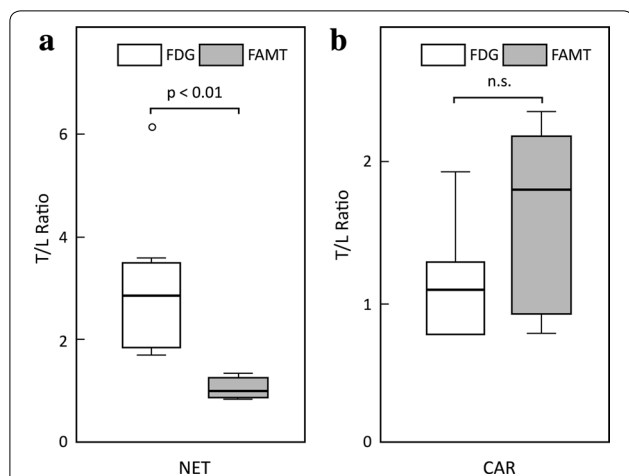 a
FDG FAMT
p < 0.01
T/L Ratio
6
4
2
0
NET
b
FDG FAMT
n.s.
T/L Ratio
2
1
0
CAR